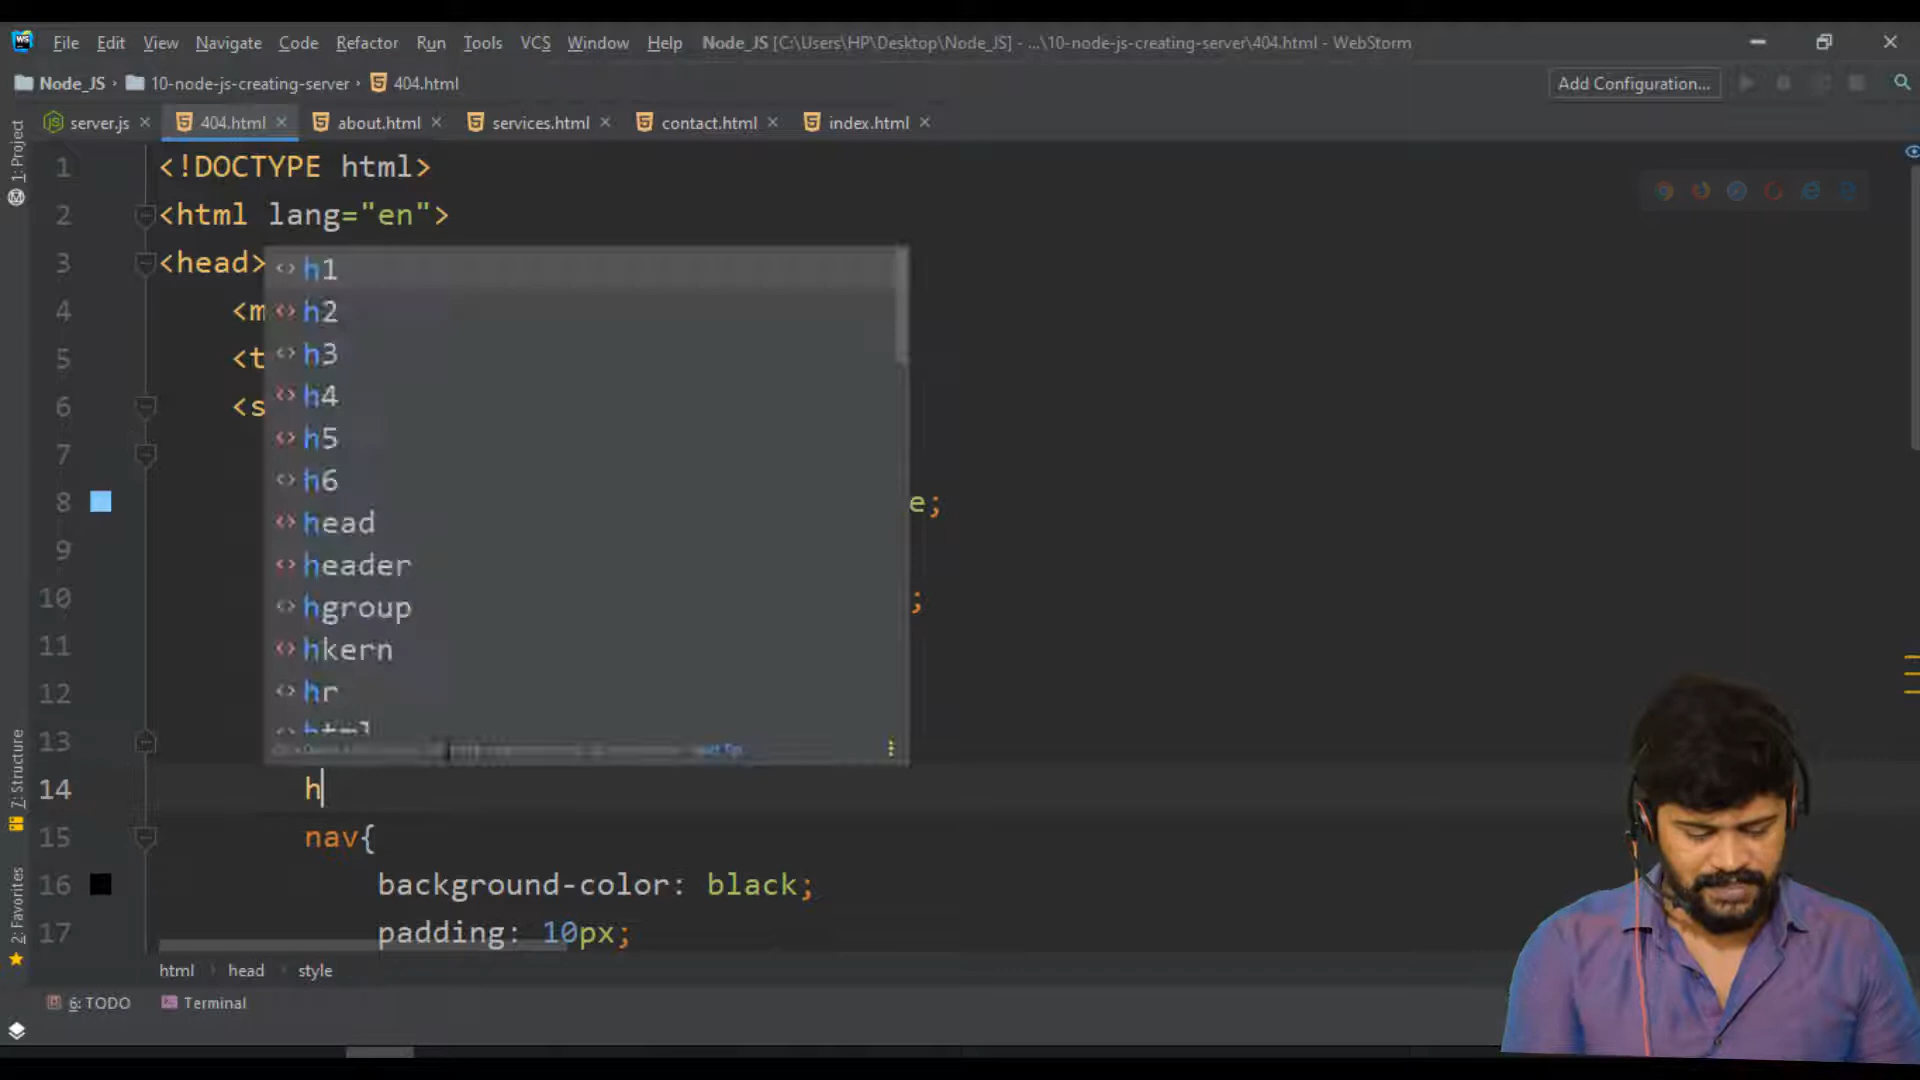 WS File Edit View Navigate Code Refactor Run Tools VCS Window Help Node_JS [C:\Users\HP\Desktop\Node_JS] - ...\10-node-js-creating-server\404.html - WebStorm
Node_JS 10-node-js-creating-server 404.html Add Configuration...
server.js 404.html about.html services.html contact.html index.html
1: Project
1 <!DOCTYPE html>
2 <html lang="en">
3 <head>
4 <m
5 <t
6 <s
7
8 e;
9
10 ;
11
12
13
h1
h2
h3
h4
h5
h6
head
header
hgroup
hkern
hr
html
14 h
15 nav{
16 background-color: black;
17 padding: 10px;
7: Structure
2: Favorites
html head style
6: TODO Terminal